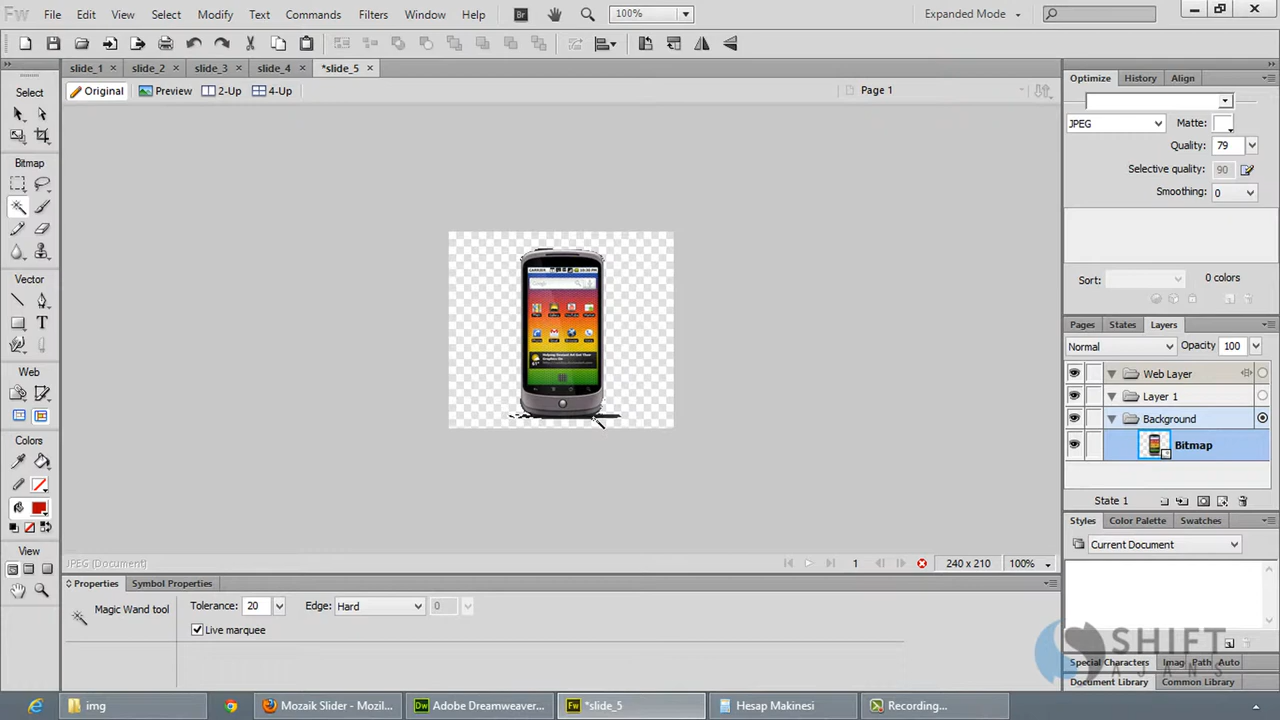 Fw File Edit View Select Modify Text Commands Filters Window Help Br 100% Expanded Mode
slide_1 slide_2 slide_3 slide_4 *slide_5
Original Preview 2-Up 4-Up Page 1
Select
Bitmap
Vector
Web
Colors
View
Optimize History Align
JPEG Matte:
Quality: 79
Selective quality: 90
Smoothing: 0
Sort: 0 colors
Pages States Layers
Normal Opacity 100
Web Layer
Layer 1
Background
Bitmap
State 1
Styles Color Palette Swatches
Current Document
JPEG (Document) 1 240 x 210 100%
Properties Symbol Properties
Magic Wand tool Tolerance: 20 Edge: Hard 0
Live marquee
SHIFT
AJANS
Special Characters Imag Path Auto
Document Library Common Library
img Mozaik Slider - Mozil... Adobe Dreamweaver... *slide_5 Hesap Makinesi Recording...